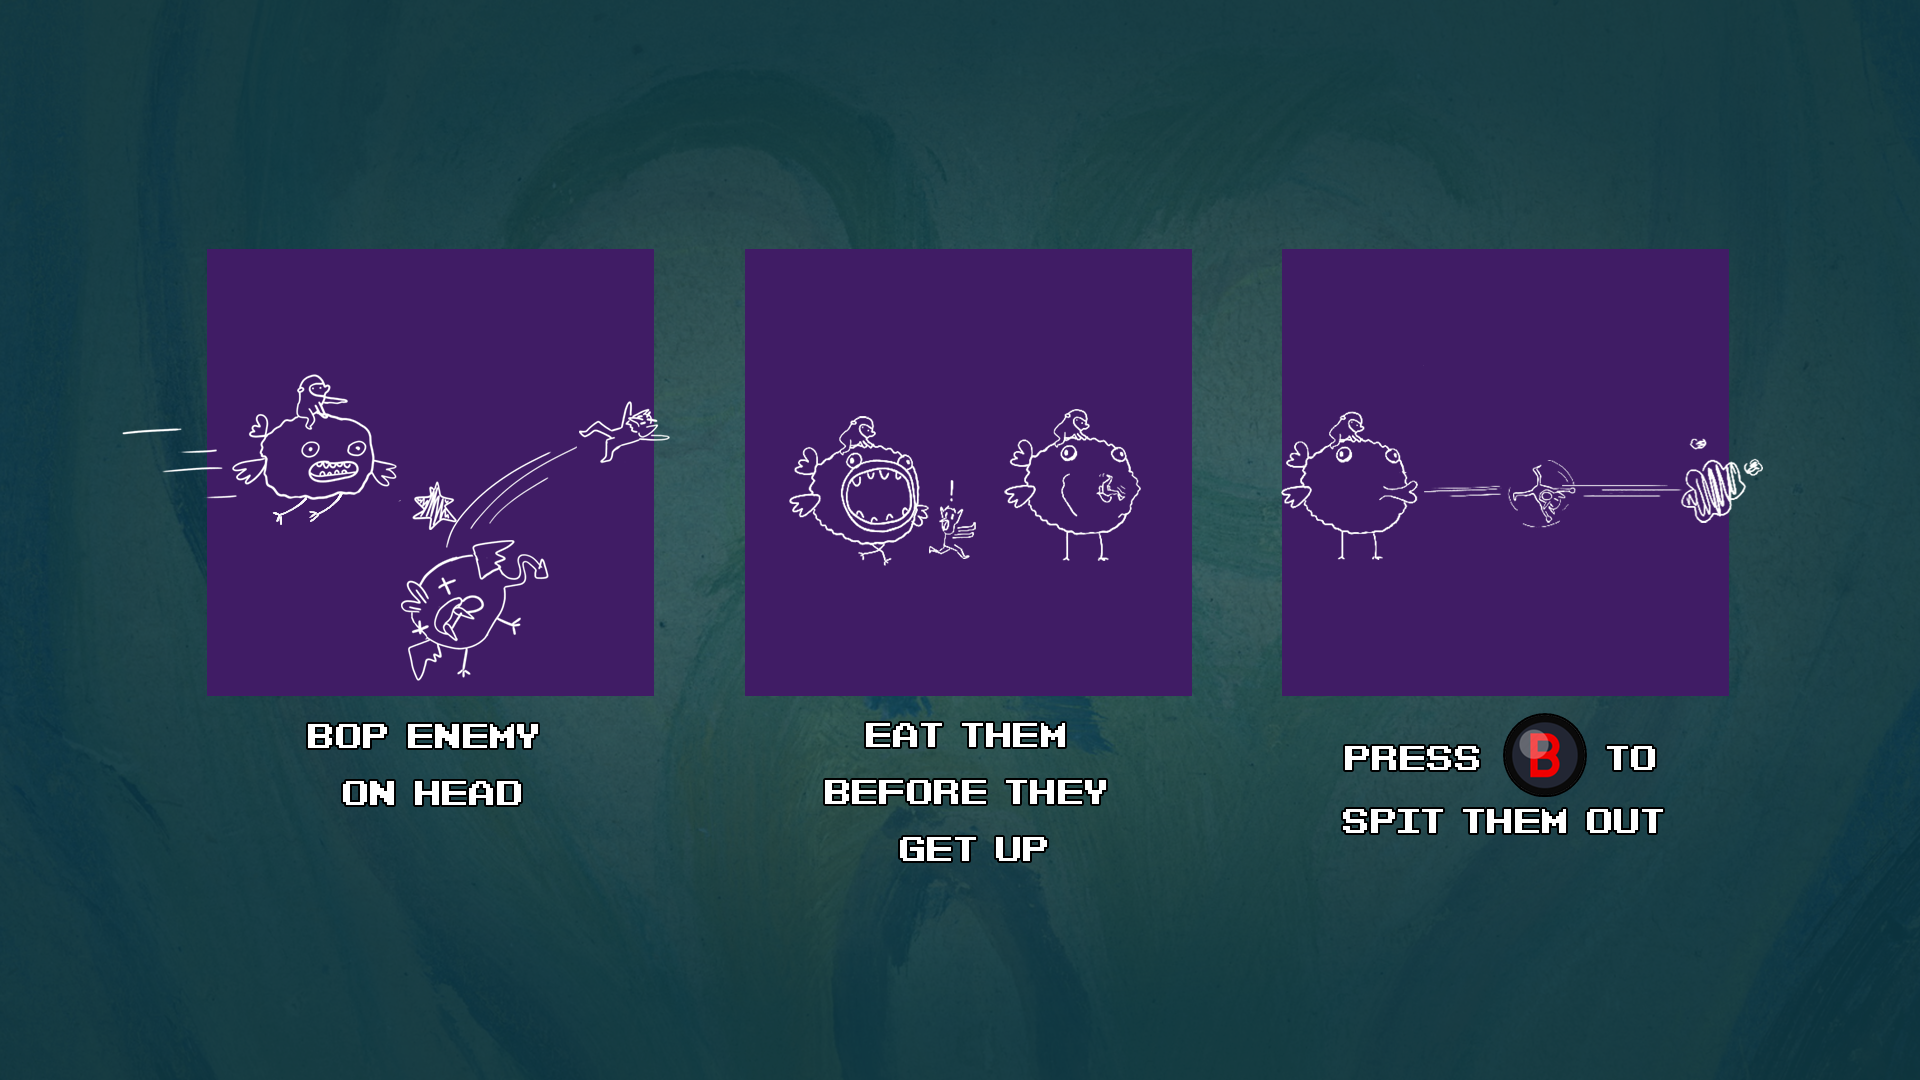 BOP ENEMY
ON HEAD
EAT THEM
BEFORE THEY
GET UP
PRESS B TO
SPIT THEM OUT